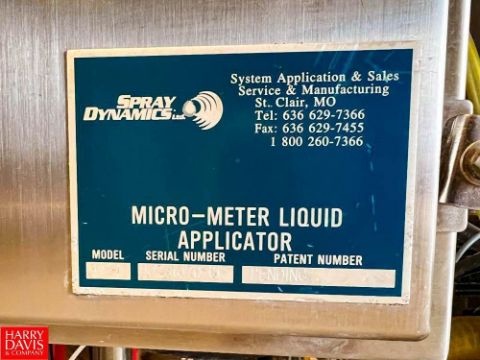 SPRAY
DYNAMICS LTD.
System Application & Sales
Service & Manufacturing
St. Clair, MO
Tel: 636 629-7366
Fax: 636 629-7455
1 800 260-7366
MICRO-METER LIQUID
APPLICATOR
MODEL SERIAL NUMBER PATENT NUMBER
PENDING
HARRY
DAVIS
& COMPANY